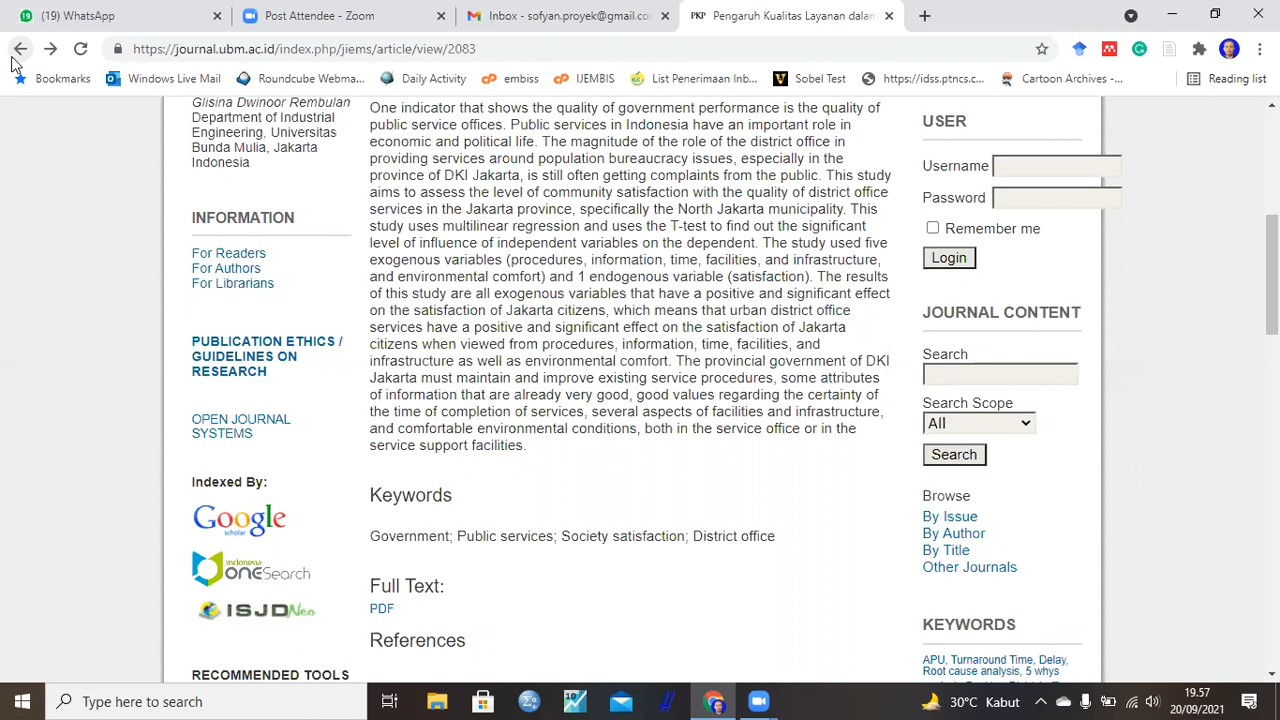 (19) WhatsApp
Post Attendee - Zoom
Inbox - sofyan.proyek@gmail.co
PKP Pengaruh Kualitas Layanan dalam
https://journal.ubm.ac.id/index.php/jiems/article/view/2083
Bookmarks
Windows Live Mail
Roundcube Webma...
Daily Activity
embiss
IJEMBIS
List Penerimaan Inb...
Sobel Test
https://idss.ptncs.c...
Cartoon Archives -...
Reading list
Glisina Dwinoor Rembulan
Department of Industrial
Engineering, Universitas
Bunda Mulia, Jakarta
Indonesia
INFORMATION
For Readers
For Authors
For Librarians
PUBLICATION ETHICS /
GUIDELINES ON
RESEARCH
OPEN JOURNAL
SYSTEMS
Indexed By:
Google
scholar
indonesia
oneSearch
ISJDNeo
RECOMMENDED TOOLS
One indicator that shows the quality of government performance is the quality of
public service offices. Public services in Indonesia have an important role in
economic and political life. The magnitude of the role of the district office in
providing services around population bureaucracy issues, especially in the
province of DKI Jakarta, is still often getting complaints from the public. This study
aims to assess the level of community satisfaction with the quality of district office
services in the Jakarta province, specifically the North Jakarta municipality. This
study uses multilinear regression and uses the T-test to find out the significant
level of influence of independent variables on the dependent. The study used five
exogenous variables (procedures, information, time, facilities, and infrastructure,
and environmental comfort) and 1 endogenous variable (satisfaction). The results
of this study are all exogenous variables that have a positive and significant effect
on the satisfaction of Jakarta citizens, which means that urban district office
services have a positive and significant effect on the satisfaction of Jakarta
citizens when viewed from procedures, information, time, facilities, and
infrastructure as well as environmental comfort. The provincial government of DKI
Jakarta must maintain and improve existing service procedures, some attributes
of information that are already very good, good values regarding the certainty of
the time of completion of services, several aspects of facilities and infrastructure,
and comfortable environmental conditions, both in the service office or in the
service support facilities.
Keywords
Government; Public services; Society satisfaction; District office
Full Text:
PDF
References
USER
Username
Password
Remember me
Login
JOURNAL CONTENT
Search
Search Scope
All
Search
Browse
By Issue
By Author
By Title
Other Journals
KEYWORDS
APU, Turnaround Time, Delay,
Root cause analysis, 5 whys
Type here to search
30°C Kabut
19.57
20/09/2021